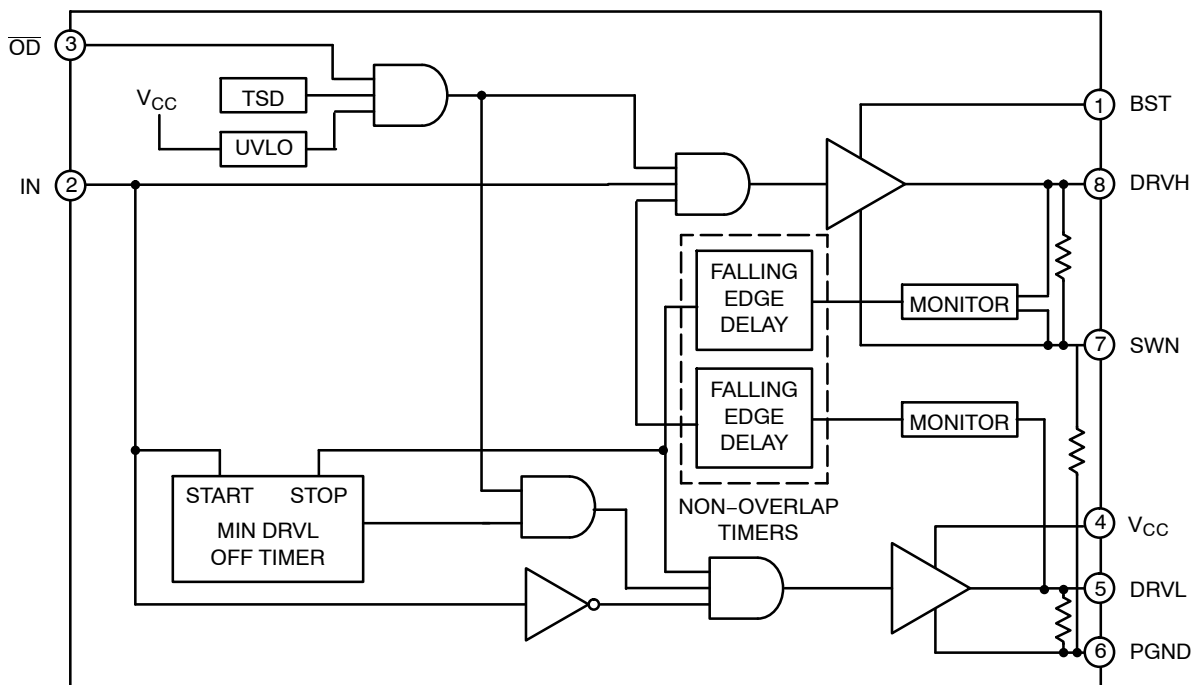 OD
3
TSD
VCC
UVLO
1
BST
IN
2
8
DRVH
FALLING
EDGE
DELAY
MONITOR
7
SWN
FALLING
EDGE
DELAY
MONITOR
START
STOP
MIN DRVL
OFF TIMER
NON−OVERLAP
TIMERS
4
VCC
5
DRVL
6
PGND